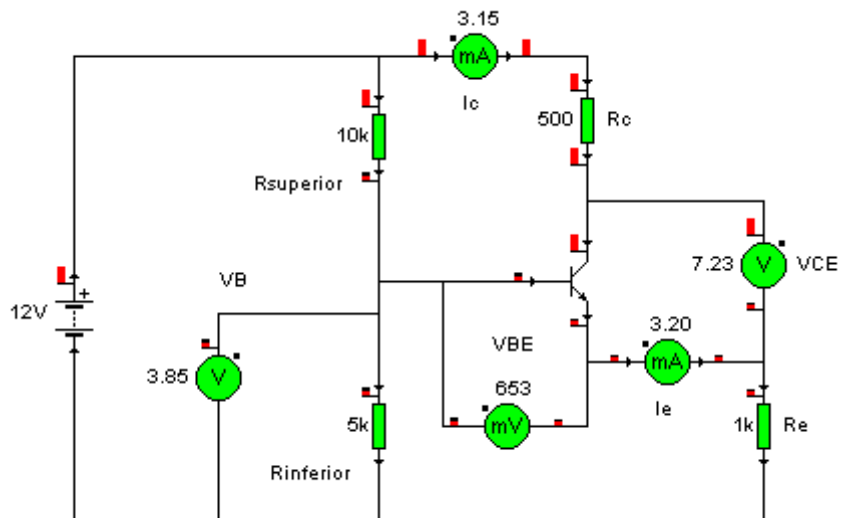 3.15
mA
Ic
10k
500
Rc
Rsuperior
VB
7.23
V
VCE
12V
+
3.20
VBE
mA
3.85
V
653
Ie
5k
mV
1k
Re
Rinferior